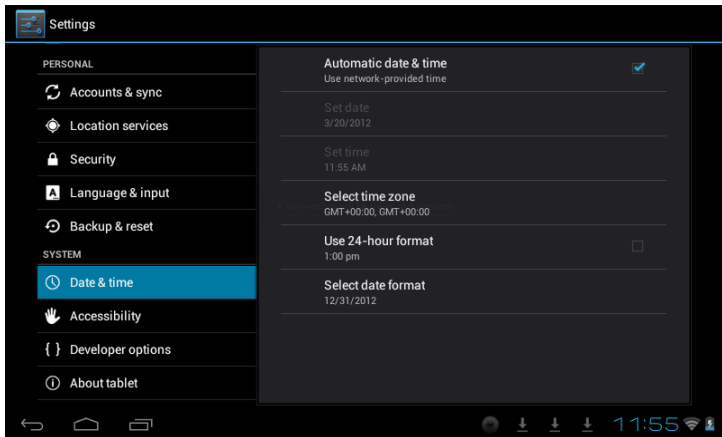 Settings
PERSONAL
Accounts & sync
Location services
Security
Language & input
Backup & reset
SYSTEM
Date & time
Accessibility
{ } Developer options
About tablet
Automatic date & time
Use network-provided time
Set date
3/20/2012
Set time
11:55 AM
Select time zone
GMT+00:00, GMT+00:00
Use 24-hour format
1:00 pm
Select date format
12/31/2012
11:55